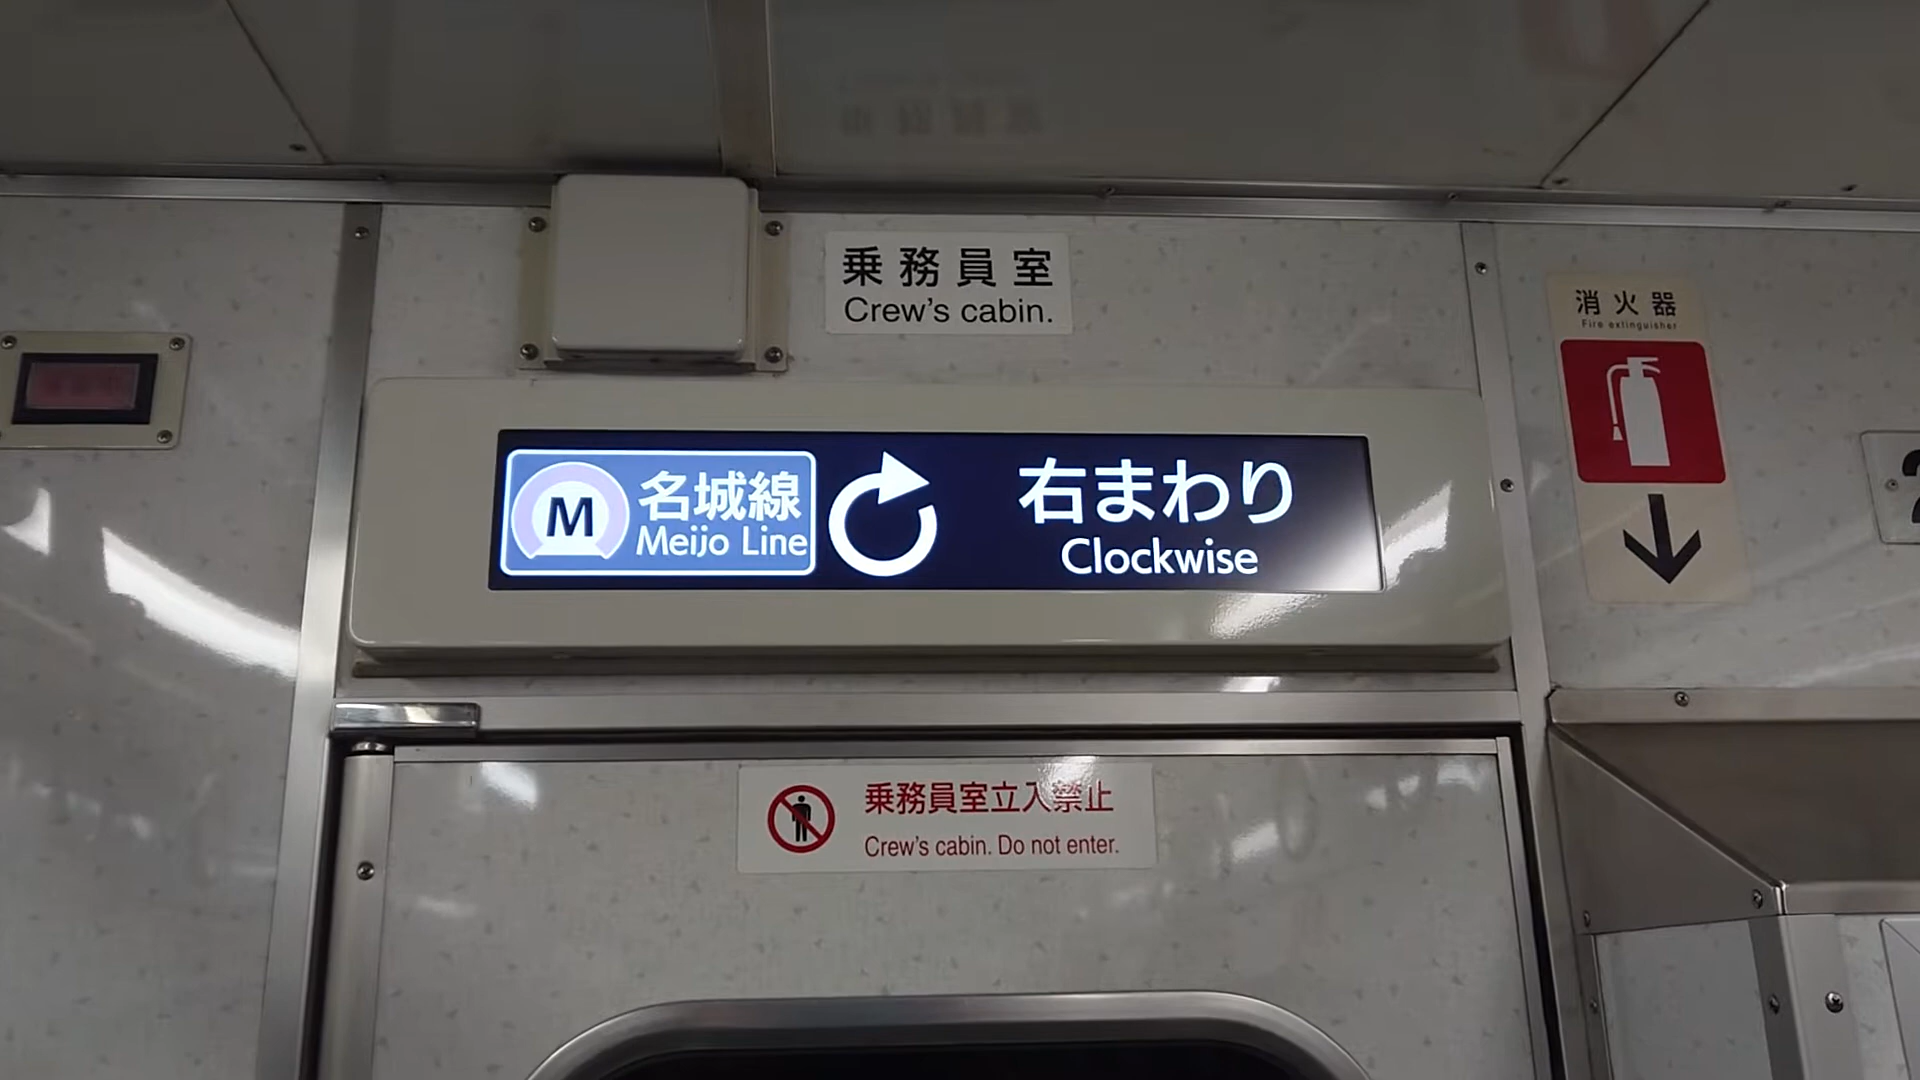 乗務員室
Crew's cabin.
消火器
Fire extinguisher
M
名城線
Meijo Line
右まわり
Clockwise
乗務員室立入禁止
Crew's cabin. Do not enter.